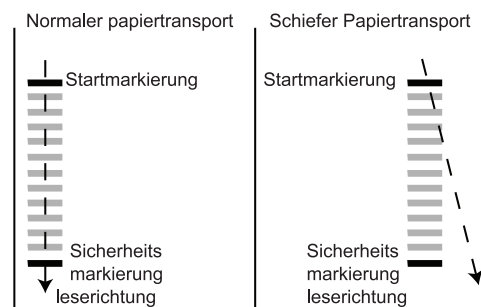 Normaler papiertransport
Startmarkierung
Sicherheits
markierung
leserichtung
Schiefer Papiertransport
Startmarkierung
Sicherheits
markierung
leserichtung